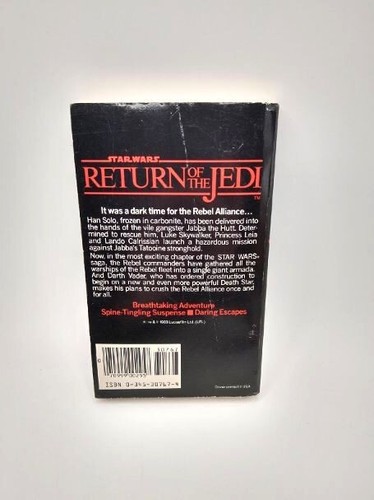 STAR WARS
RETURN OF THE JEDI
TM
It was a dark time for the Rebel Alliance...
Han Solo, frozen in carbonite, has been delivered into
the hands of the vile gangster Jabba the Hutt. Deter-
mined to rescue him, Luke Skywalker, Princess Leia
and Lando Calrissian launch a hazardous mission
against Jabba's Tatooine stronghold.
Now, in the most exciting chapter of the STAR WARS
saga, the Rebel commanders have gathered all the
warships of the Rebel fleet into a single giant armada.
And Darth Vader, who has ordered construction to
begin on a new and even more powerful Death Star,
makes his plans to crush the Rebel Alliance once and
for all.
Breathtaking Adventure
Spine-Tingling Suspense ■ Daring Escapes
1983 Lucasfilm Ltd. (LFL)
ISBN 0-345-30767-4